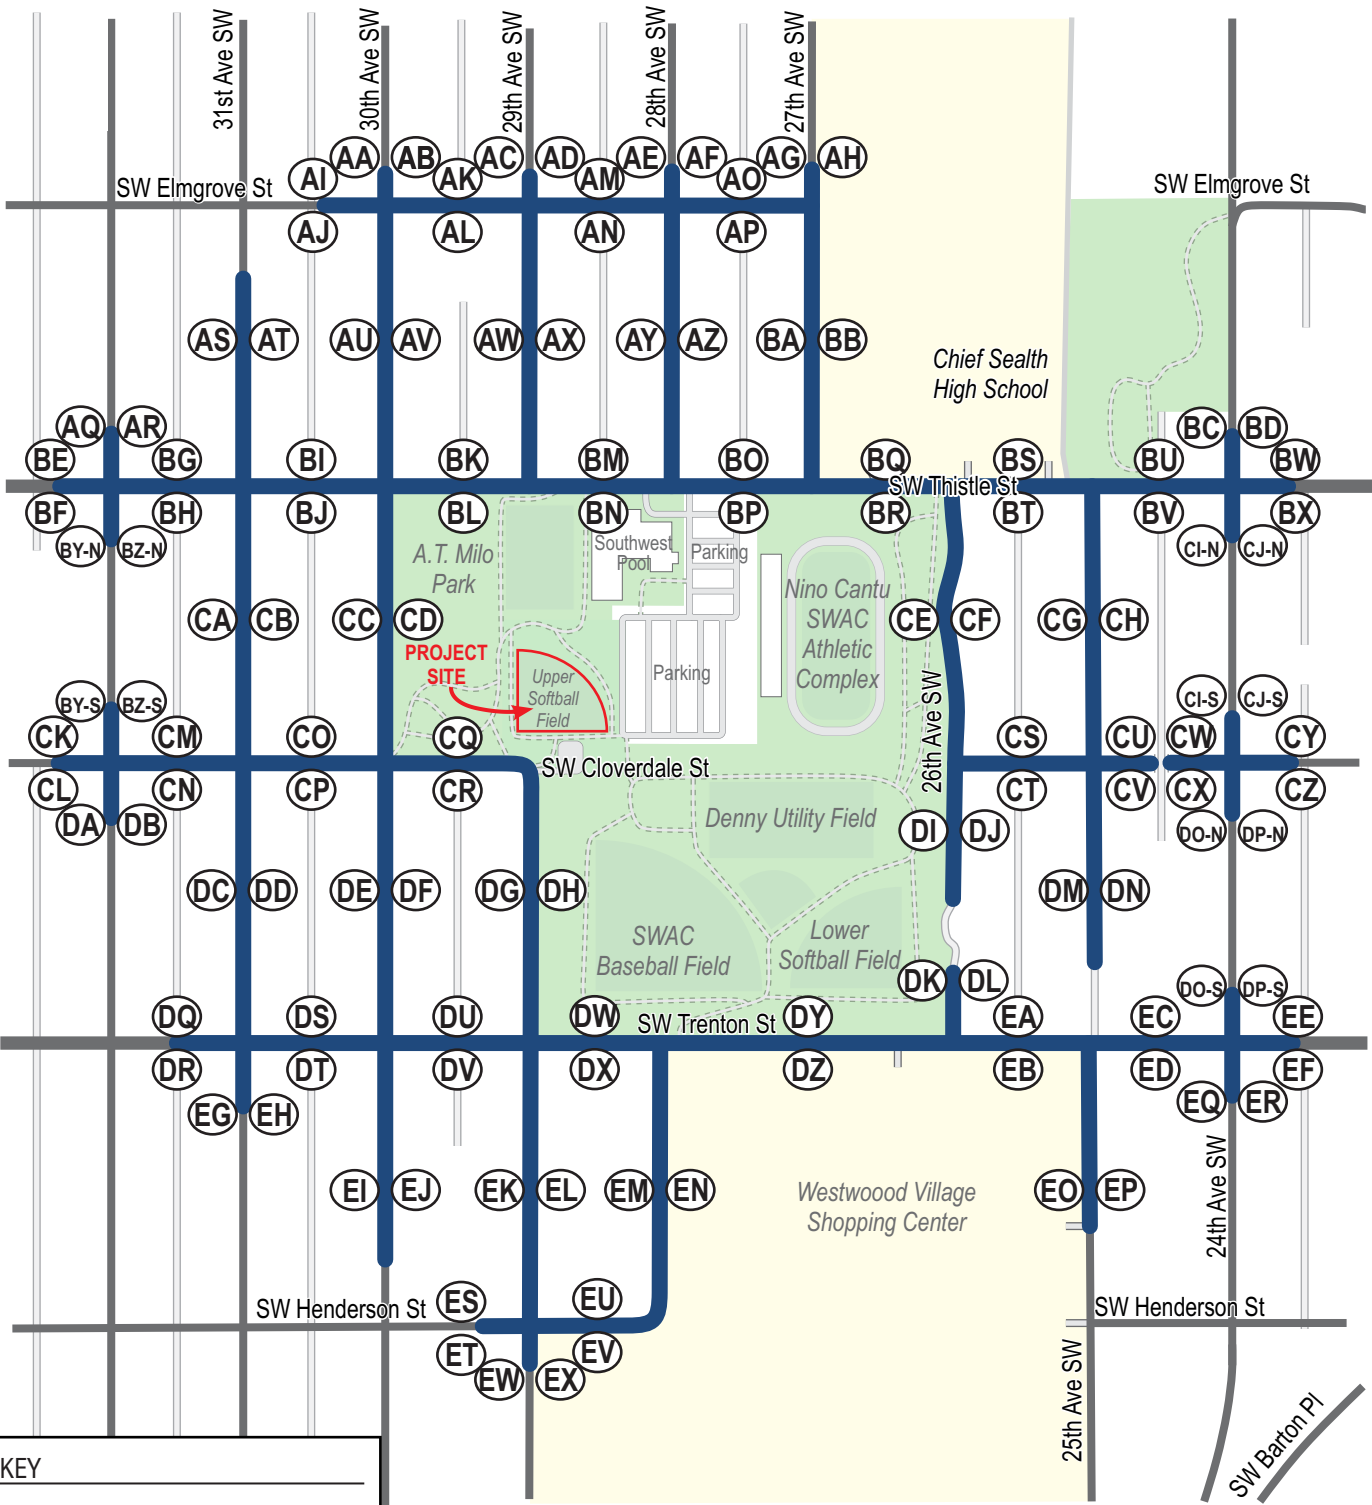 31st Ave SW
30th Ave SW
29th Ave SW
28th Ave SW
27th Ave SW
AA AB AC AD AE AF AG AH
SW Elmgrove St
AI AK AM AO
SW Elmgrove St
AJ AL AN AP
AS AT AU AV AW AX AY AZ BA BB
Chief Sealth
High School
AQ AR BC BD
BE BG BI BK BM BO BQ BS BU BW
SW Thistle St
BF BH BJ BL BN BP BR BT BV BX
BY-N BZ-N CI-N CJ-N
A.T. Milo
Park
Southwest
Pool
Parking
Nino Cantu
SWAC
Athletic
Complex
CA CB CC CD CE CF CG CH
PROJECT
SITE
Upper
Softball
Field
Parking
26th Ave SW
BY-S BZ-S CI-S CJ-S
CK CM CO CQ CS CU CW CY
SW Cloverdale St
CL CN CP CR CT CV CX CZ
DA DB DI DJ DO-N DP-N
Denny Utility Field
DC DD DE DF DG DH DM DN
SWAC
Baseball Field
Lower
Softball Field
DK DL DO-S DP-S
DQ DS DU DW DY EA EC EE
SW Trenton St
DR DT DV DX DZ EB ED EF
EG EH EQ ER
EI EJ EK EL EM EN EO EP
Westwoood Village
Shopping Center
24th Ave SW
SW Henderson St
ES EU
SW Henderson St
ET EV
EW EX
25th Ave SW
SW Barton Pl
KEY